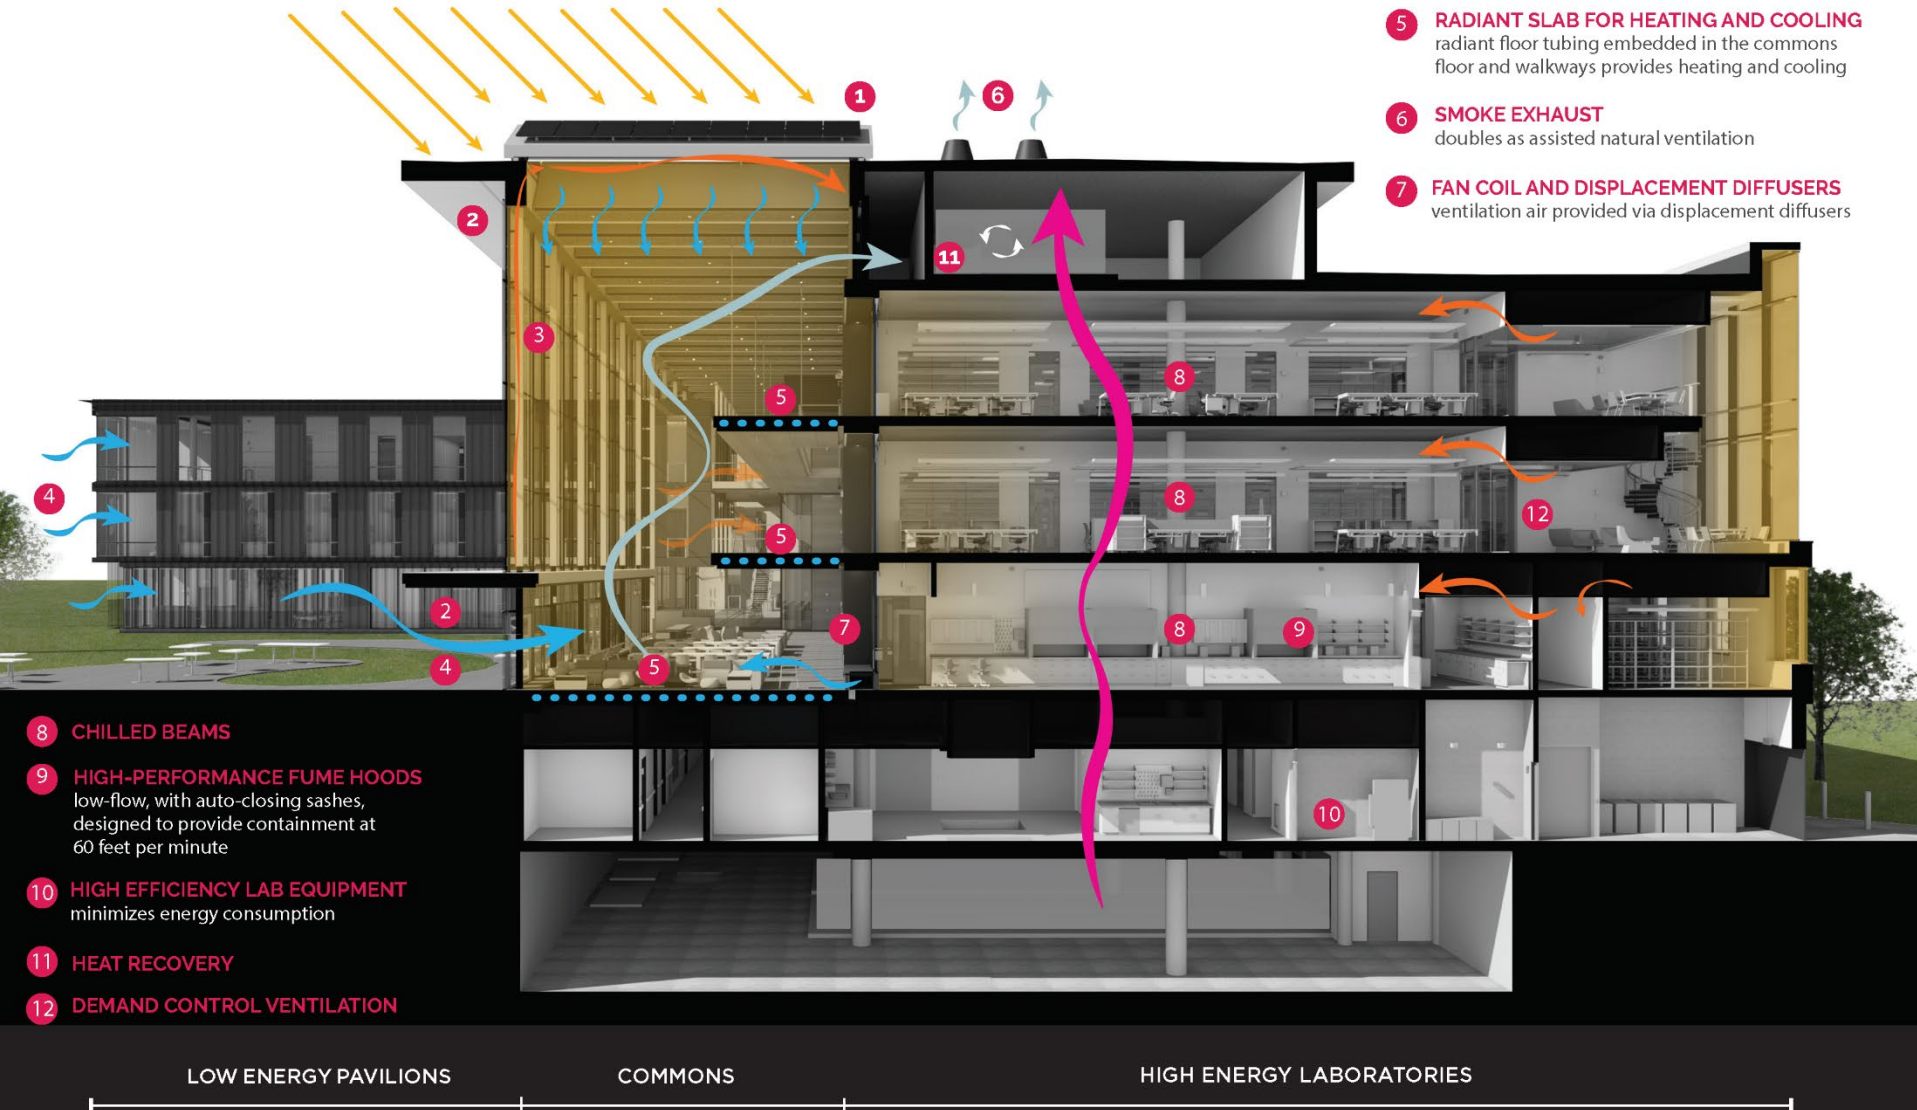 5 RADIANT SLAB FOR HEATING AND COOLING
radiant floor tubing embedded in the commons
floor and walkways provides heating and cooling
6 SMOKE EXHAUST
doubles as assisted natural ventilation
7 FAN COIL AND DISPLACEMENT DIFFUSERS
ventilation air provided via displacement diffusers
1
6
2
11
3
8
5
4
8
12
5
2
7
8
9
4
5
10
8 CHILLED BEAMS
9 HIGH-PERFORMANCE FUME HOODS
low-flow, with auto-closing sashes,
designed to provide containment at
60 feet per minute
10 HIGH EFFICIENCY LAB EQUIPMENT
minimizes energy consumption
11 HEAT RECOVERY
12 DEMAND CONTROL VENTILATION
LOW ENERGY PAVILIONS COMMONS HIGH ENERGY LABORATORIES